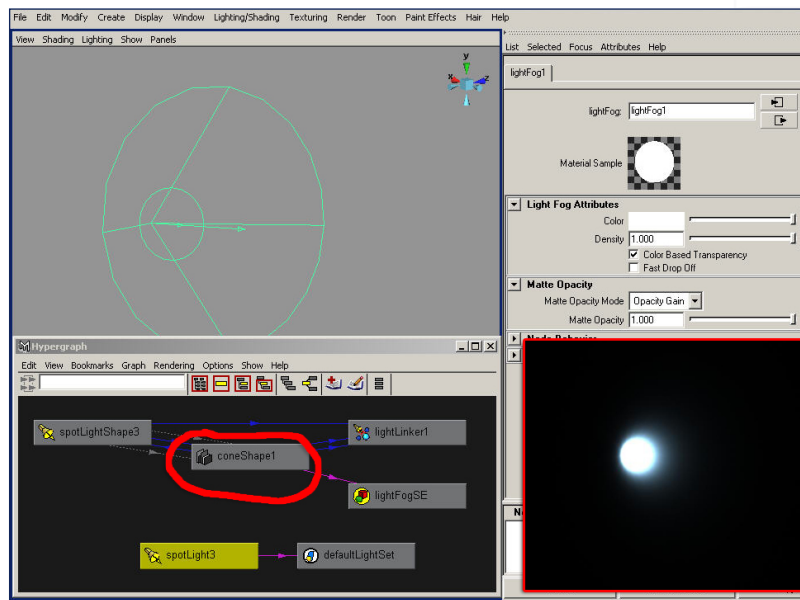 File Edit Modify Create Display Window Lighting/Shading Texturing Render Toon Paint Effects Hair Help
View Shading Lighting Show Panels
y
x
z
List Selected Focus Attributes Help
lightFog1
lightFog: lightFog1
Material Sample
Light Fog Attributes
Color
Density 1.000
Color Based Transparency
Fast Drop Off
Matte Opacity
Matte Opacity Mode Opacity Gain
Matte Opacity 1.000
Hypergraph
Edit View Bookmarks Graph Rendering Options Show Help
spotLightShape3
lightLinker1
coneShape1
lightFogSE
spotLight3
defaultLightSet